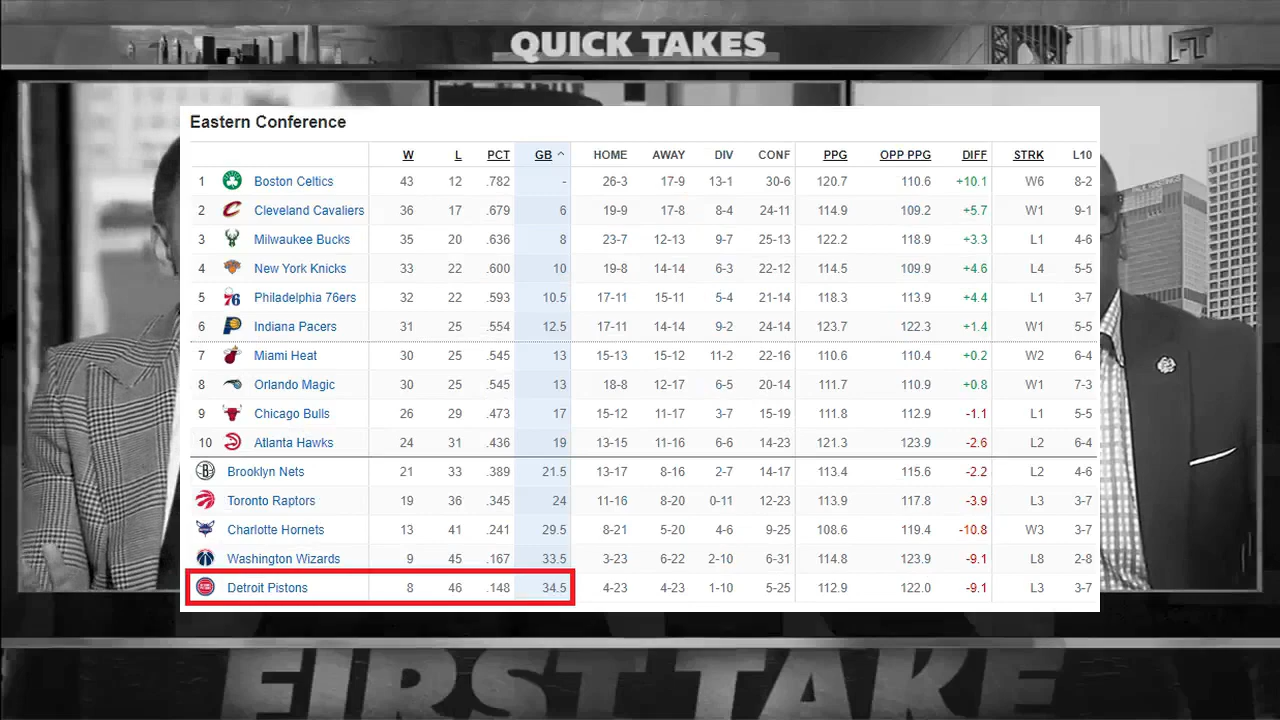 QUICK TAKES
FT
Eastern Conference
W L PCT GB HOME AWAY DIV CONF PPG OPP PPG DIFF STRK L10
1 Boston Celtics 43 12 .782 - 26-3 17-9 13-1 30-6 120.7 110.6 +10.1 W6 8-2
2 Cleveland Cavaliers 36 17 .679 6 19-9 17-8 8-4 24-11 114.9 109.2 +5.7 W1 9-1
3 Milwaukee Bucks 35 20 .636 8 23-7 12-13 9-7 25-13 122.2 118.9 +3.3 L1 4-6
4 New York Knicks 33 22 .600 10 19-8 14-14 6-3 22-12 114.5 109.9 +4.6 L4 5-5
5 76 Philadelphia 76ers 32 22 .593 10.5 17-11 15-11 5-4 21-14 118.3 113.9 +4.4 L1 3-7
6 Indiana Pacers 31 25 .554 12.5 17-11 14-14 9-2 24-14 123.7 122.3 +1.4 W1 5-5
7 Miami Heat 30 25 .545 13 15-13 15-12 11-2 22-16 110.6 110.4 +0.2 W2 6-4
8 Orlando Magic 30 25 .545 13 18-8 12-17 6-5 20-14 111.7 110.9 +0.8 W1 7-3
9 Chicago Bulls 26 29 .473 17 15-12 11-17 3-7 15-19 111.8 112.9 -1.1 L1 5-5
10 Atlanta Hawks 24 31 .436 19 13-15 11-16 6-6 14-23 121.3 123.9 -2.6 L2 6-4
Brooklyn Nets 21 33 .389 21.5 13-17 8-16 2-7 14-17 113.4 115.6 -2.2 L2 4-6
Toronto Raptors 19 36 .345 24 11-16 8-20 0-11 12-23 113.9 117.8 -3.9 L3 3-7
Charlotte Hornets 13 41 .241 29.5 8-21 5-20 4-6 9-25 108.6 119.4 -10.8 W3 3-7
Washington Wizards 9 45 .167 33.5 3-23 6-22 2-10 6-31 114.8 123.9 -9.1 L8 2-8
Detroit Pistons 8 46 .148 34.5 4-23 4-23 1-10 5-25 112.9 122.0 -9.1 L3 3-7
PAUL HASTINGS
FIRST TAKE